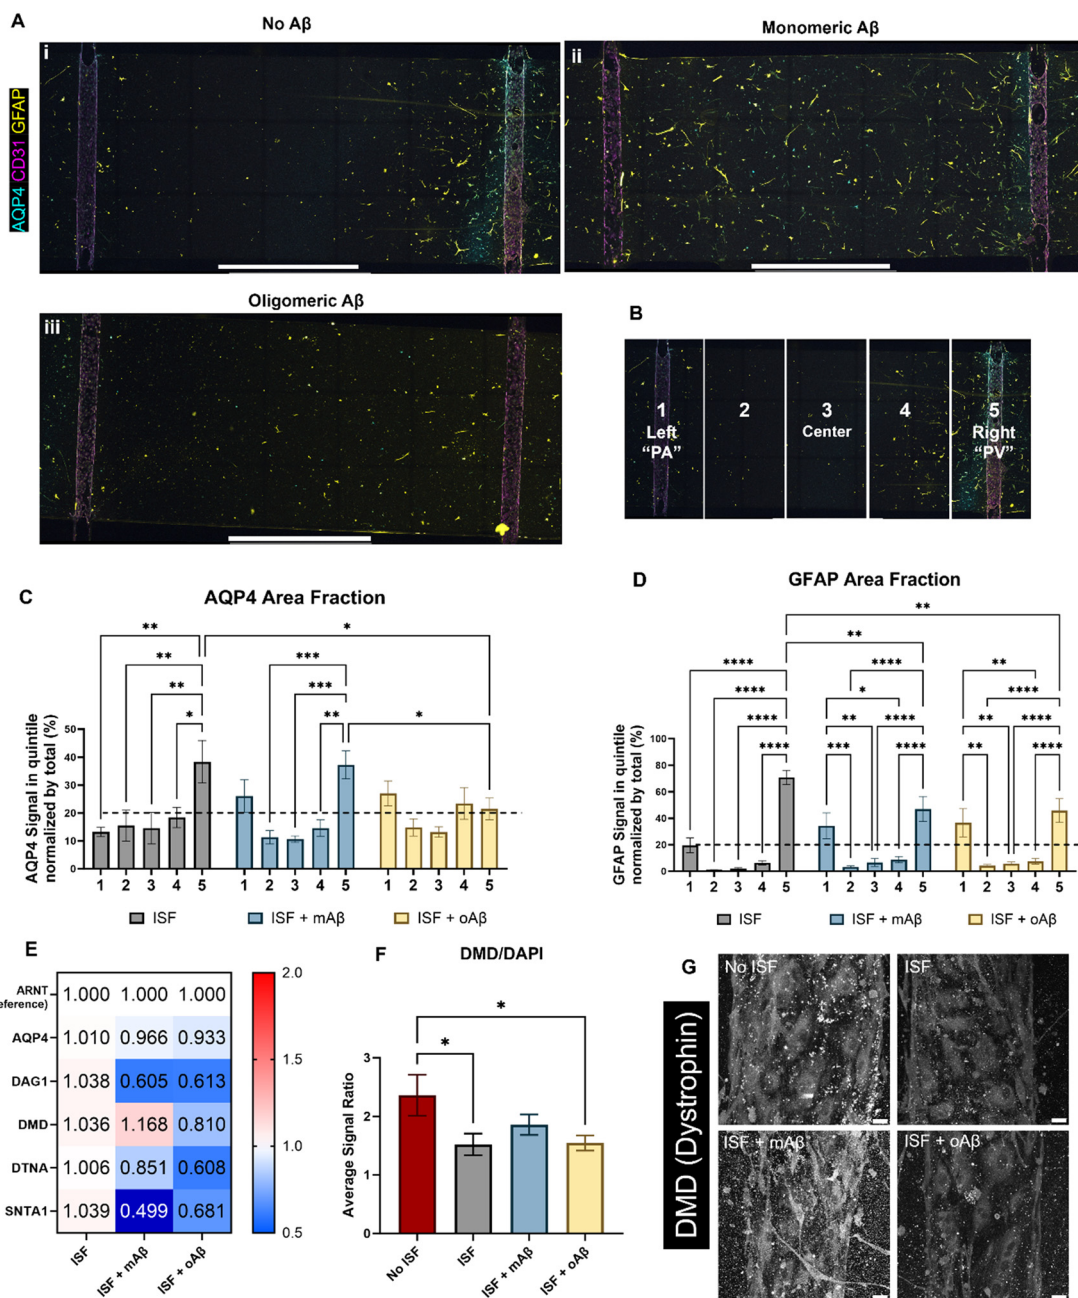 A
No Aβ
Monomeric Aβ
AQP4 CD31 GFAP
i
ii
Oligomeric Aβ
iii
B
1
Left
“PA”
2
3
Center
4
5
Right
“PV”
C
AQP4 Area Fraction
**
*
**
***
**
***
*
**
*
AQP4 Signal in quintile
normalized by total (%)
50
40
30
20
10
0
1 2 3 4 5 1 2 3 4 5 1 2 3 4 5
ISF
ISF + mAβ
ISF + oAβ
D
GFAP Area Fraction
**
**
**** **** **
**** * ****
**** ** **** ** ****
**** *** **** ** ****
GFAP Signal in quintile
normalized by total (%)
100
80
60
40
20
0
1 2 3 4 5 1 2 3 4 5 1 2 3 4 5
ISF
ISF + mAβ
ISF + oAβ
E
ARNT
eference)
1.000 1.000 1.000
AQP4 1.010 0.966 0.933
DAG1 1.038 0.605 0.613
DMD 1.036 1.168 0.810
DTNA 1.006 0.851 0.608
SNTA1 1.039 0.499 0.681
ISF
ISF + mAβ
ISF + oAβ
2.0
1.5
1.0
0.5
F
DMD/DAPI
*
*
Average Signal Ratio
3
2
1
0
No ISF
ISF
ISF + mAβ
ISF + oAβ
G
DMD (Dystrophin)
No ISF
ISF
ISF + mAβ
ISF + oAβ